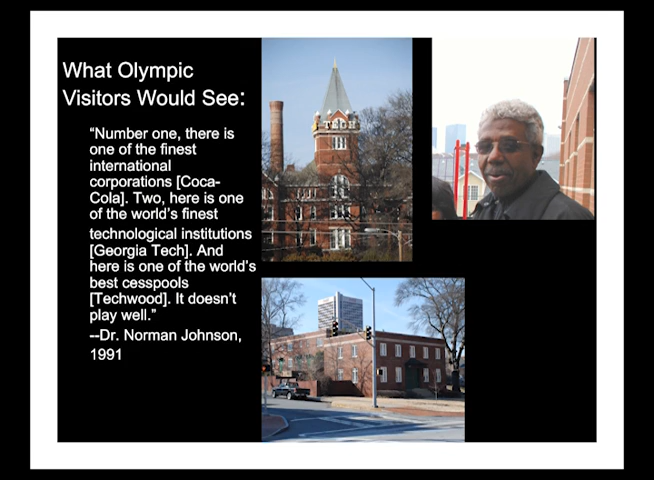 What Olympic
Visitors Would See:
“Number one, there is
one of the finest
international
corporations [Coca-
Cola]. Two, here is one
of the world’s finest
technological institutions
[Georgia Tech]. And
here is one of the world’s
best cesspools
[Techwood]. It doesn’t
play well.”
--Dr. Norman Johnson,
1991
TECH